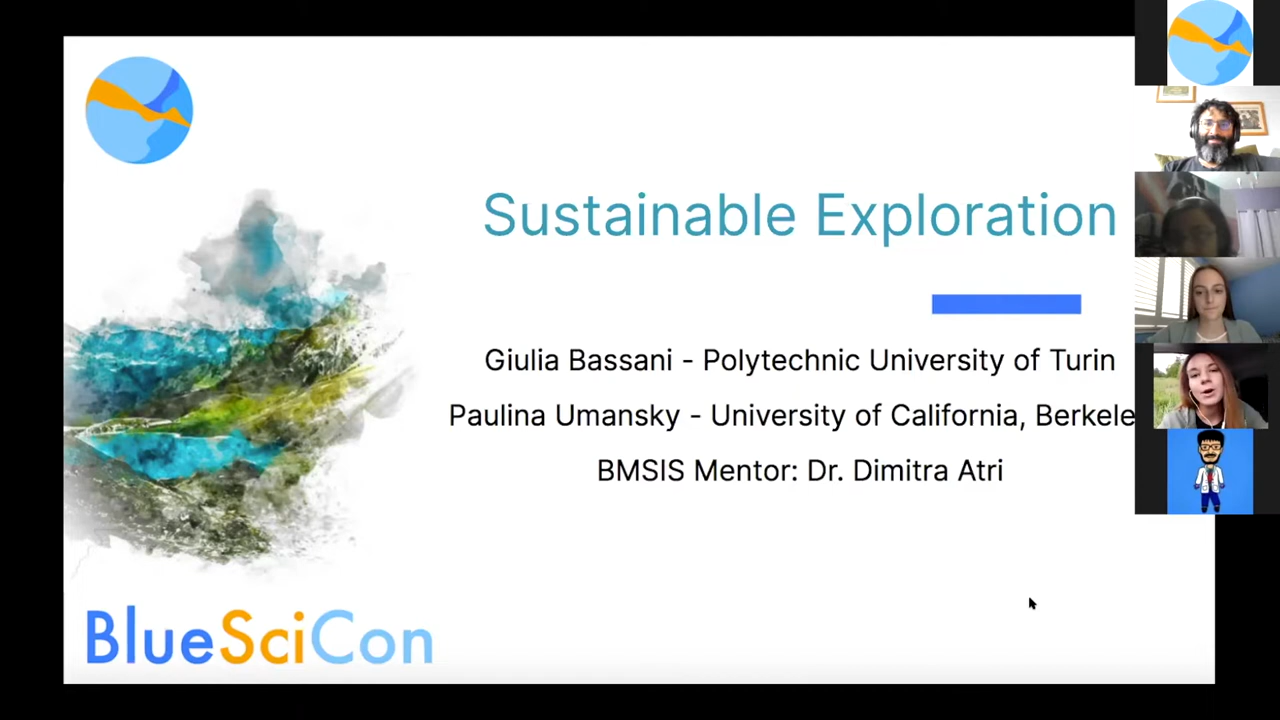 Sustainable Exploration
Giulia Bassani - Polytechnic University of Turin
Paulina Umansky - University of California, Berkele
BMSIS Mentor: Dr. Dimitra Atri
BlueSciCon